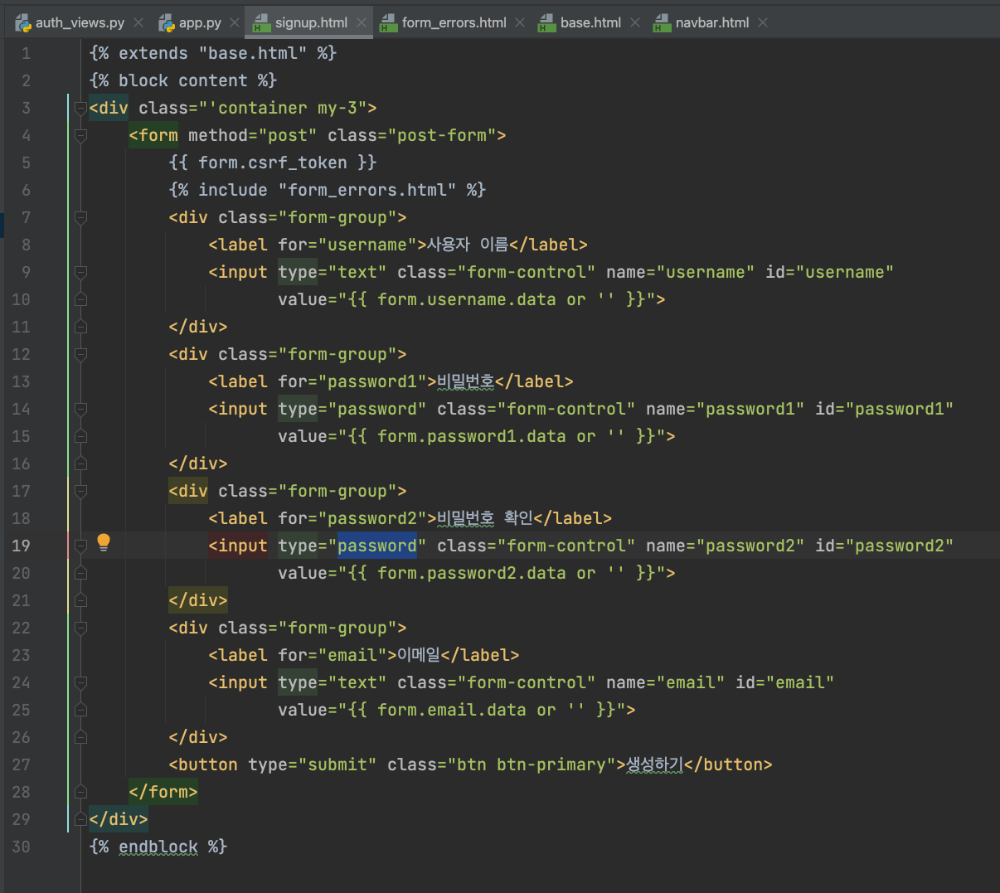 auth_views.py app.py signup.html form_errors.html base.html navbar.html
1 {% extends "base.html" %}
2 {% block content %}
3 <div class="'container my-3">
4 <form method="post" class="post-form">
5 {{ form.csrf_token }}
6 {% include "form_errors.html" %}
7 <div class="form-group">
8 <label for="username">사용자 이름</label>
9 <input type="text" class="form-control" name="username" id="username"
10 value="{{ form.username.data or '' }}">
11 </div>
12 <div class="form-group">
13 <label for="password1">비밀번호</label>
14 <input type="password" class="form-control" name="password1" id="password1"
15 value="{{ form.password1.data or '' }}">
16 </div>
17 <div class="form-group">
18 <label for="password2">비밀번호 확인</label>
19 <input type="password" class="form-control" name="password2" id="password2"
20 value="{{ form.password2.data or '' }}">
21 </div>
22 <div class="form-group">
23 <label for="email">이메일</label>
24 <input type="text" class="form-control" name="email" id="email"
25 value="{{ form.email.data or '' }}">
26 </div>
27 <button type="submit" class="btn btn-primary">생성하기</button>
28 </form>
29 </div>
30 {% endblock %}